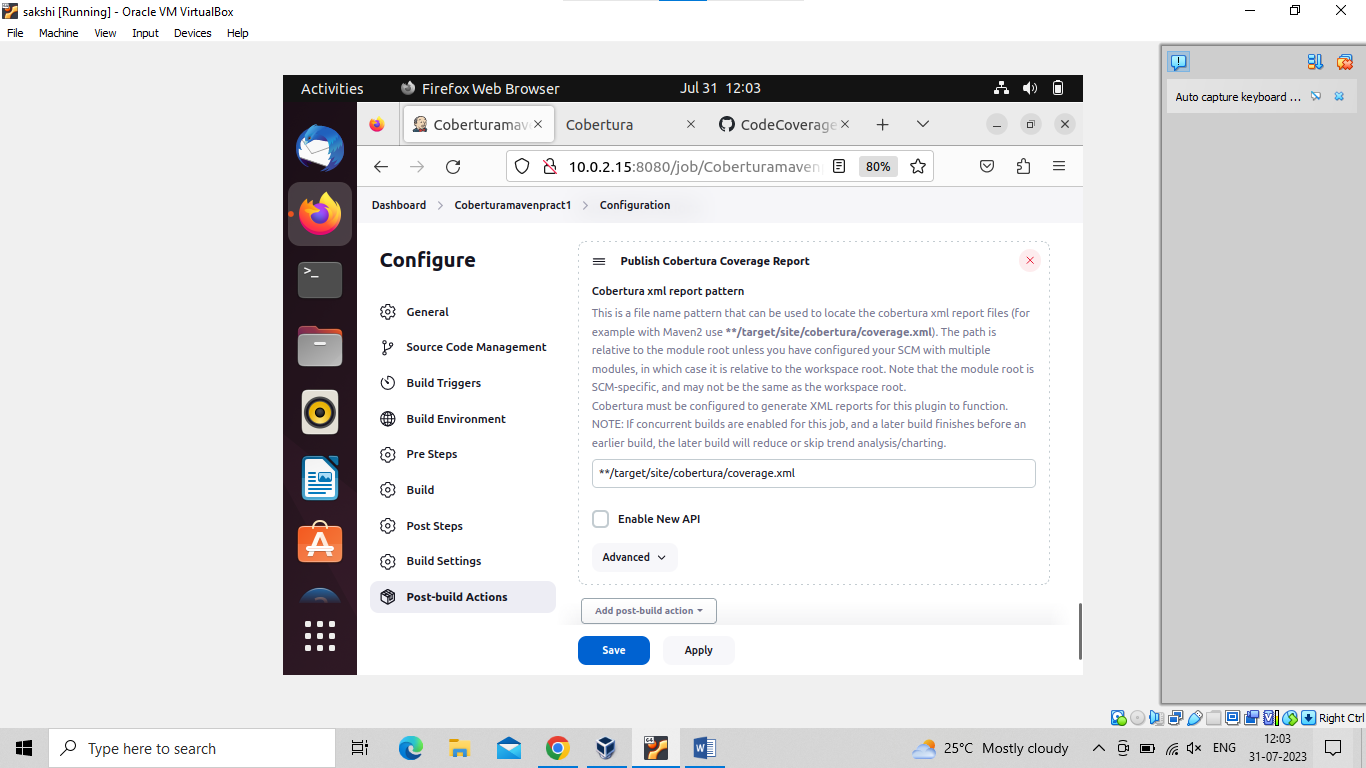 sakshi [Running] - Oracle VM VirtualBox
File Machine View Input Devices Help
Auto capture keyboard ...
Activities Firefox Web Browser Jul 31 12:03
Coberturamave Cobertura CodeCoverage
10.0.2.15:8080/job/Coberturamavenp 80%
Dashboard Coberturamavenpract1 Configuration
Configure
General
Source Code Management
Build Triggers
Build Environment
Pre Steps
Build
Post Steps
Build Settings
Post-build Actions
Publish Cobertura Coverage Report
Cobertura xml report pattern
This is a file name pattern that can be used to locate the cobertura xml report files (for
example with Maven2 use **/target/site/cobertura/coverage.xml). The path is
relative to the module root unless you have configured your SCM with multiple
modules, in which case it is relative to the workspace root. Note that the module root is
SCM-specific, and may not be the same as the workspace root.
Cobertura must be configured to generate XML reports for this plugin to function.
NOTE: If concurrent builds are enabled for this job, and a later build finishes before an
earlier build, the later build will reduce or skip trend analysis/charting.
**/target/site/cobertura/coverage.xml
Enable New API
Advanced
Add post-build action
Save Apply
Right Ctrl
Type here to search
25°C Mostly cloudy
ENG
12:03
31-07-2023